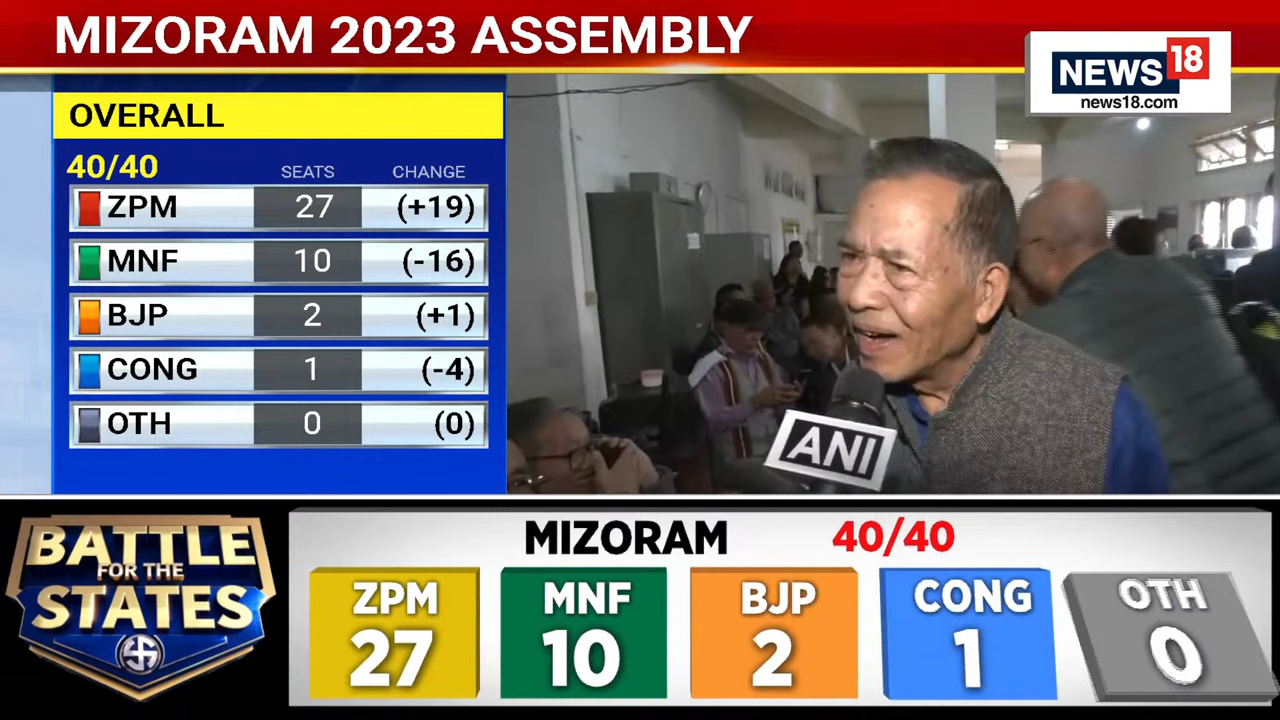 MIZORAM 2023 ASSEMBLY
NEWS 18
news18.com
OVERALL
40/40 SEATS CHANGE
ZPM 27 (+19)
MNF 10 (-16)
BJP 2 (+1)
CONG 1 (-4)
OTH 0 (0)
ANI
BATTLE
FOR THE
STATES
MIZORAM 40/40
ZPM MNF BJP CONG OTH
27 10 2 1 0